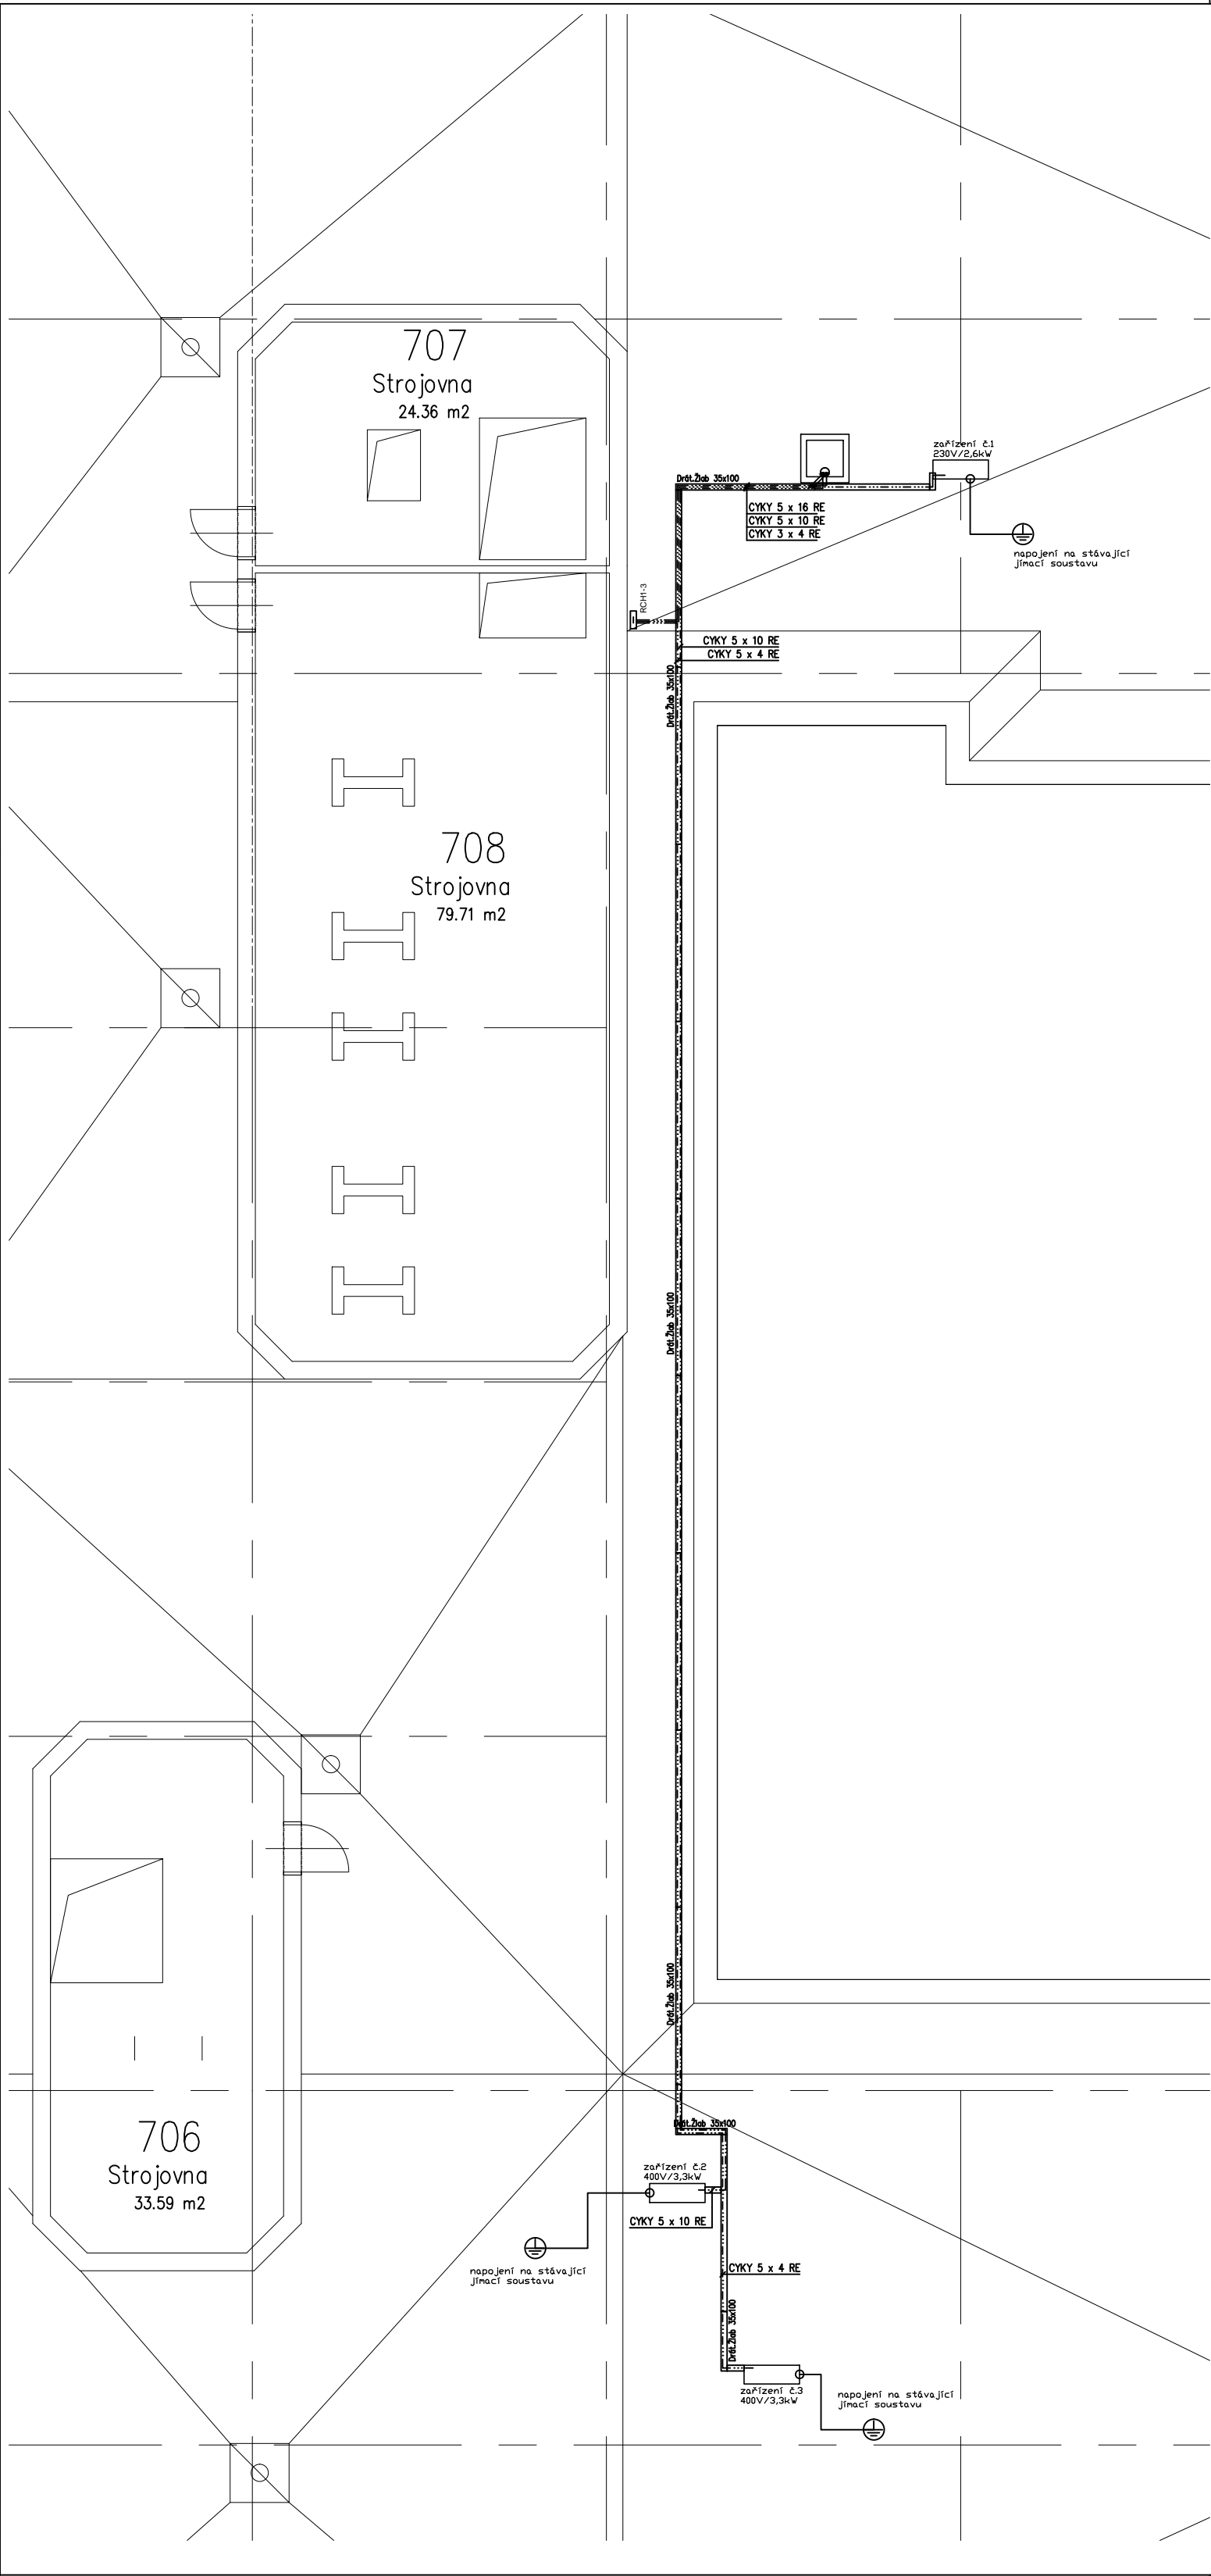 707
Strojovna
24.36 m2
zařízení č.1
230V/2,6kW
Drát.Žlab 35x100
CYKY 5 x 16 RE
CYKY 5 x 10 RE
CYKY 3 x 4 RE
napojení na stávající
jímací soustavu
RCH1-3
CYKY 5 x 10 RE
CYKY 5 x 4 RE
Drát.Žlab 35x100
708
Strojovna
79.71 m2
Drát.Žlab 35x100
Drát.Žlab 35x100
706
Strojovna
33.59 m2
Drát.Žlab 35x100
zařízení č.2
400V/3,3kW
CYKY 5 x 10 RE
napojení na stávající
jímací soustavu
CYKY 5 x 4 RE
Drát.Žlab 35x100
zařízení č.3
400V/3,3kW
napojení na stávající
jímací soustavu